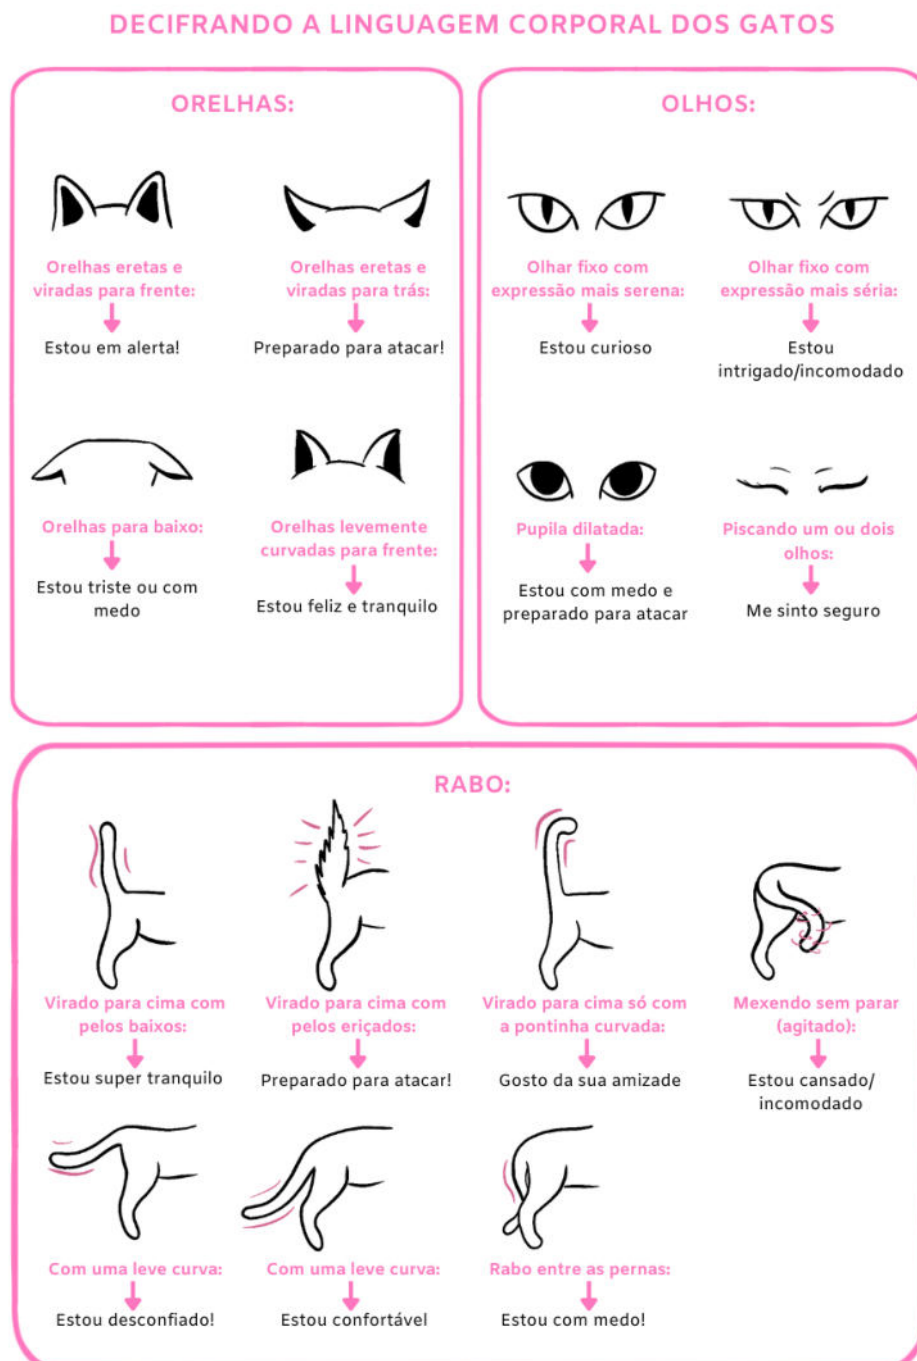 DECIFRANDO A LINGUAGEM CORPORAL DOS GATOS
ORELHAS:
Orelhas eretas e
viradas para frente:
Estou em alerta!
Orelhas eretas e
viradas para trás:
Preparado para atacar!
Orelhas para baixo:
Estou triste ou com
medo
Orelhas levemente
curvadas para frente:
Estou feliz e tranquilo
OLHOS:
Olhar fixo com
expressão mais serena:
Estou curioso
Olhar fixo com
expressão mais séria:
Estou
intrigado/incomodado
Pupila dilatada:
Estou com medo e
preparado para atacar
Piscando um ou dois
olhos:
Me sinto seguro
RABO:
Virado para cima com
pelos baixos:
Estou super tranquilo
Virado para cima com
pelos eriçados:
Preparado para atacar!
Virado para cima só com
a pontinha curvada:
Gosto da sua amizade
Mexendo sem parar
(agitado):
Estou cansado/
incomodado
Com uma leve curva:
Estou desconfiado!
Com uma leve curva:
Estou confortável
Rabo entre as pernas:
Estou com medo!